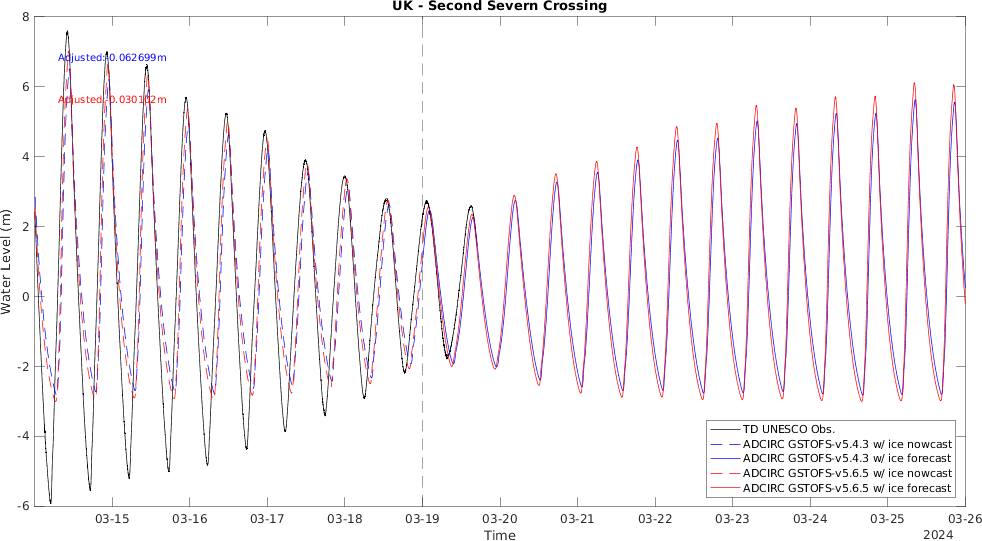 UK - Second Severn Crossing
8
6
4
2
0
-2
-4
-6
Water Level (m)
Adjusted:-0.062699m
Adjusted:-0.030102m
TD UNESCO Obs.
ADCIRC GSTOFS-v5.4.3 w/ ice nowcast
ADCIRC GSTOFS-v5.4.3 w/ ice forecast
ADCIRC GSTOFS-v5.6.5 w/ ice nowcast
ADCIRC GSTOFS-v5.6.5 w/ ice forecast
03-15 03-16 03-17 03-18 03-19 03-20 03-21 03-22 03-23 03-24 03-25 03-26
Time
2024